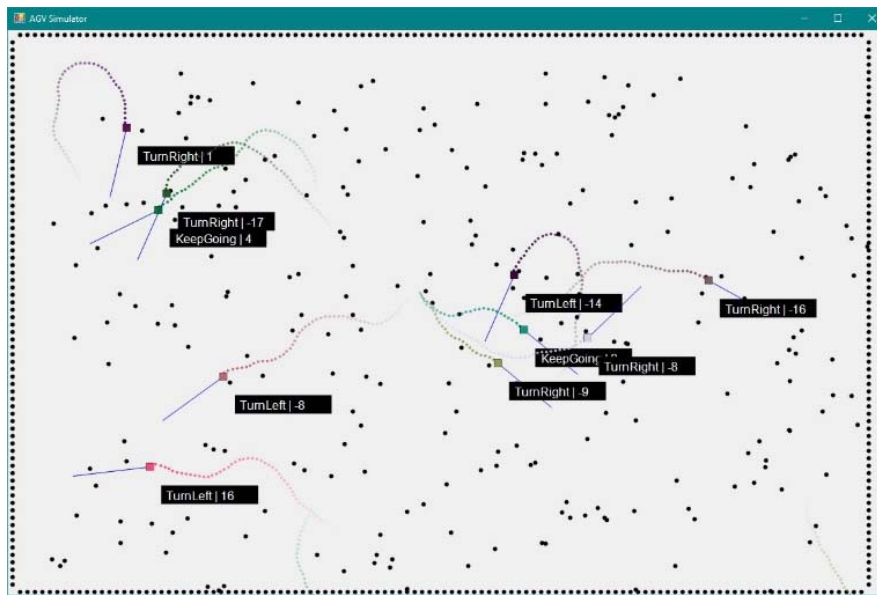 AGV Simulator
TurnRight | 1
TurnRight | -17
KeepGoing | 4
TurnLeft | -14
TurnRight | -16
KeepGoing |
TurnRight | -8
TurnRight | -9
TurnLeft | -8
TurnLeft | 16